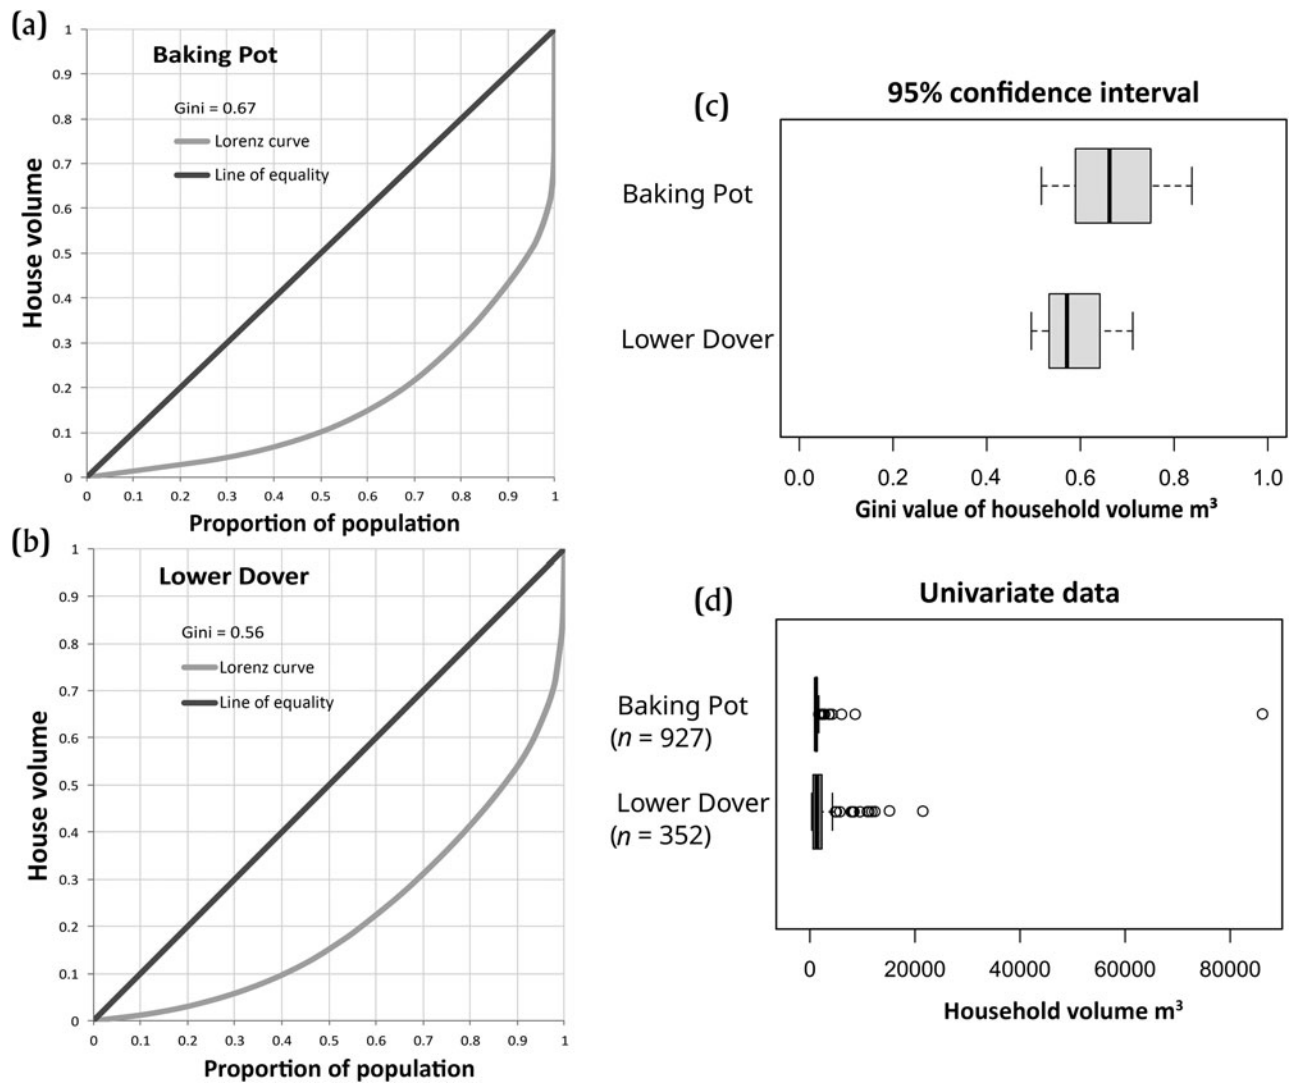 (a)
Baking Pot
Gini = 0.67
Lorenz curve
Line of equality
House volume
1
0.9
0.8
0.7
0.6
0.5
0.4
0.3
0.2
0.1
0
0 0.1 0.2 0.3 0.4 0.5 0.6 0.7 0.8 0.9 1
Proportion of population
(b)
Lower Dover
Gini = 0.56
Lorenz curve
Line of equality
House volume
1
0.9
0.8
0.7
0.6
0.5
0.4
0.3
0.2
0.1
0
0 0.1 0.2 0.3 0.4 0.5 0.6 0.7 0.8 0.9 1
Proportion of population
(c)
95% confidence interval
Baking Pot
Lower Dover
0.0 0.2 0.4 0.6 0.8 1.0
Gini value of household volume m³
(d)
Univariate data
Baking Pot
(n = 927)
Lower Dover
(n = 352)
0 20000 40000 60000 80000
Household volume m³